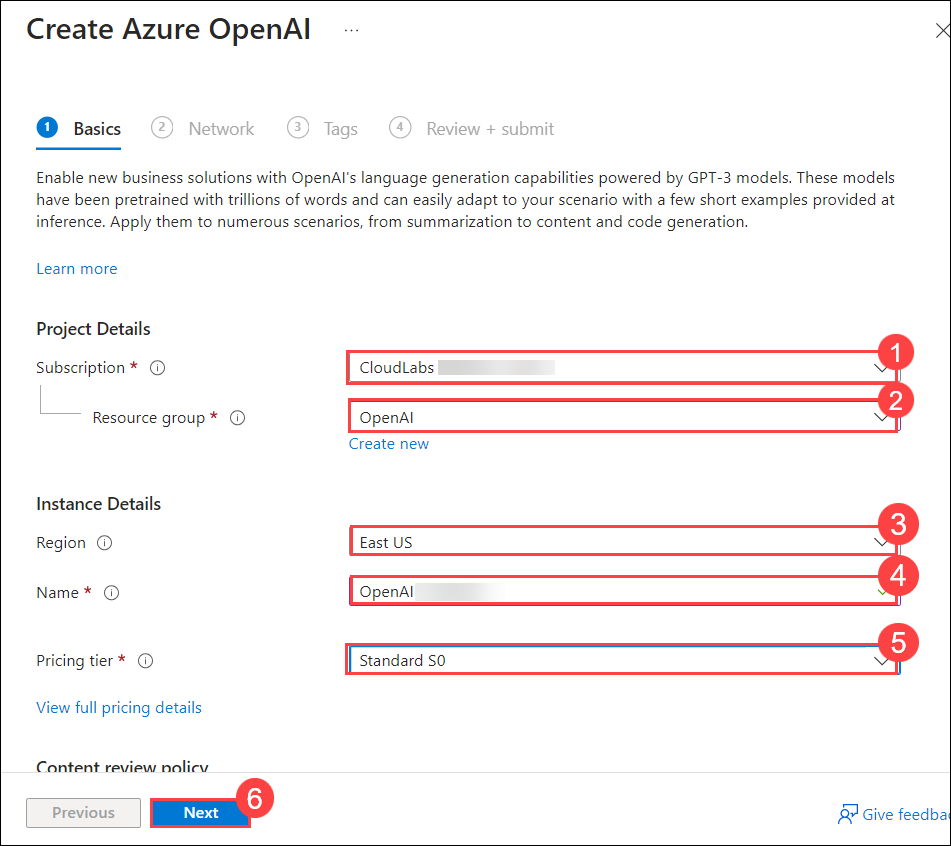 Create Azure OpenAI ...
1 Basics 2 Network 3 Tags 4 Review + submit
Enable new business solutions with OpenAI's language generation capabilities powered by GPT-3 models. These models
have been pretrained with trillions of words and can easily adapt to your scenario with a few short examples provided at
inference. Apply them to numerous scenarios, from summarization to content and code generation.
Learn more
Project Details
Subscription * CloudLabs 1
Resource group * OpenAI 2
Create new
Instance Details
Region East US 3
Name * OpenAI 4
Pricing tier * Standard S0 5
View full pricing details
Content review policy
Previous Next 6 Give feedba